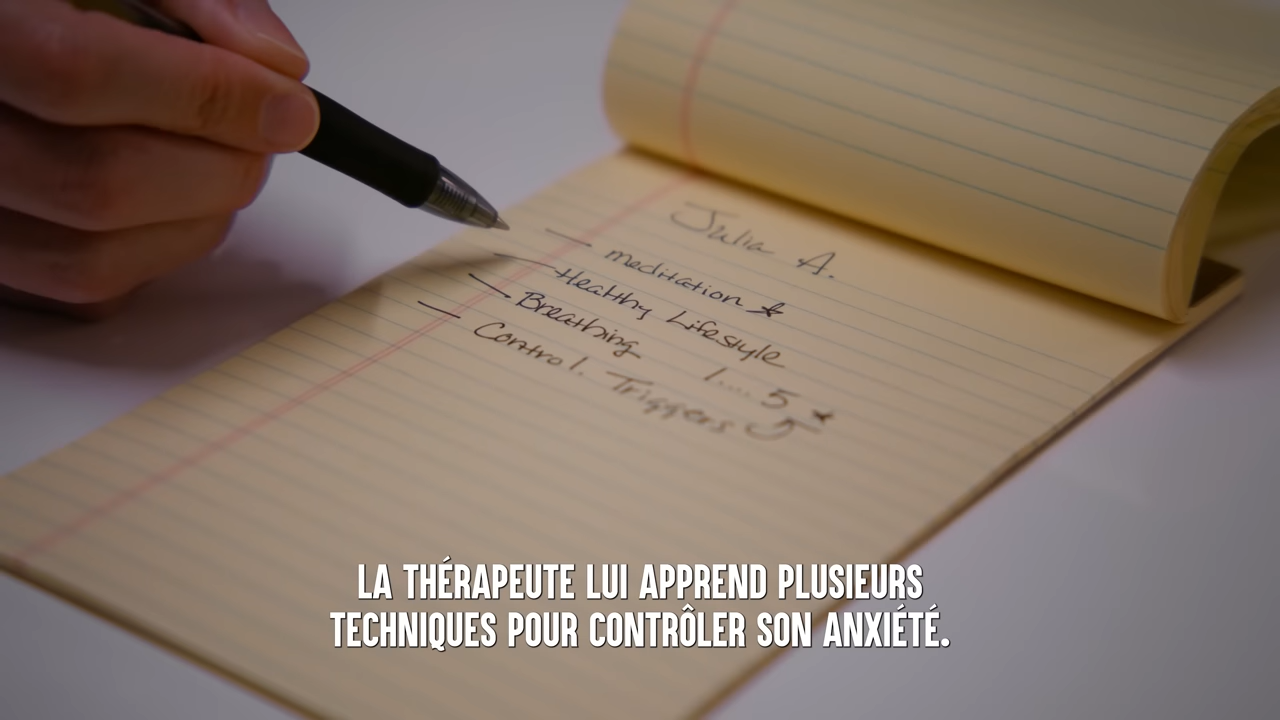 Julia A.
— meditation ★
— Healthy Lifestyle
— Breathing 1....5 ★
— Control. Triggers 5
LA THÉRAPEUTE LUI APPREND PLUSIEURS
TECHNIQUES POUR CONTRÔLER SON ANXIÉTÉ.